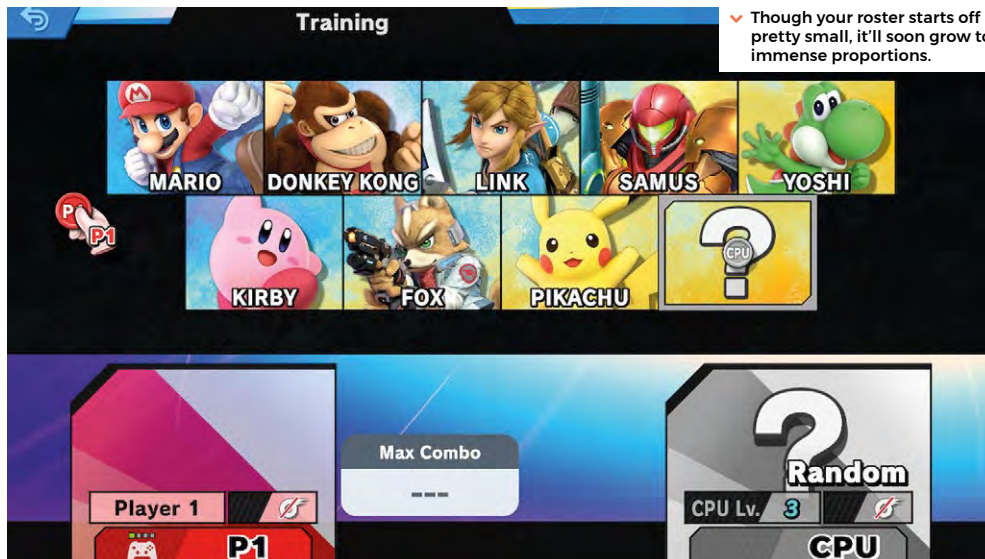 Training
Though your roster starts off
pretty small, it'll soon grow to
immense proportions.
MARIO
DONKEY KONG
LINK
SAMUS
YOSHI
P1
P1
KIRBY
FOX
PIKACHU
?
CPU
Max Combo
---
?
Random
Player 1
CPU Lv. 3
P1
CPU